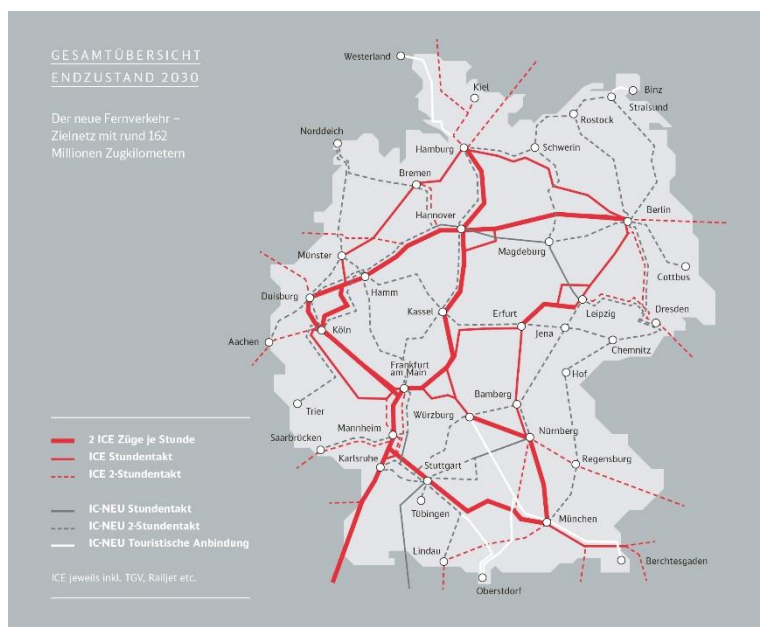 GESAMTÜBERSICHT
ENDZUSTAND 2030
Der neue Fernverkehr –
Zielnetz mit rund 162
Millionen Zugkilometern
Westerland
Kiel
Binz
Stralsund
Rostock
Norddeich
Hamburg
Schwerin
Bremen
Hannover
Berlin
Münster
Magdeburg
Cottbus
Duisburg
Hamm
Kassel
Erfurt
Leipzig
Dresden
Köln
Jena
Aachen
Chemnitz
Frankfurt
am Main
Hof
Bamberg
Trier
Würzburg
Mannheim
Nürnberg
Saarbrücken
Karlsruhe
Stuttgart
Regensburg
Tübingen
München
Lindau
Berchtesgaden
Oberstdorf
2 ICE Züge je Stunde
ICE Stundentakt
ICE 2-Stundentakt
IC-NEU Stundentakt
IC-NEU 2-Stundentakt
IC-NEU Touristische Anbindung
ICE jeweils inkl. TGV, Railjet etc.